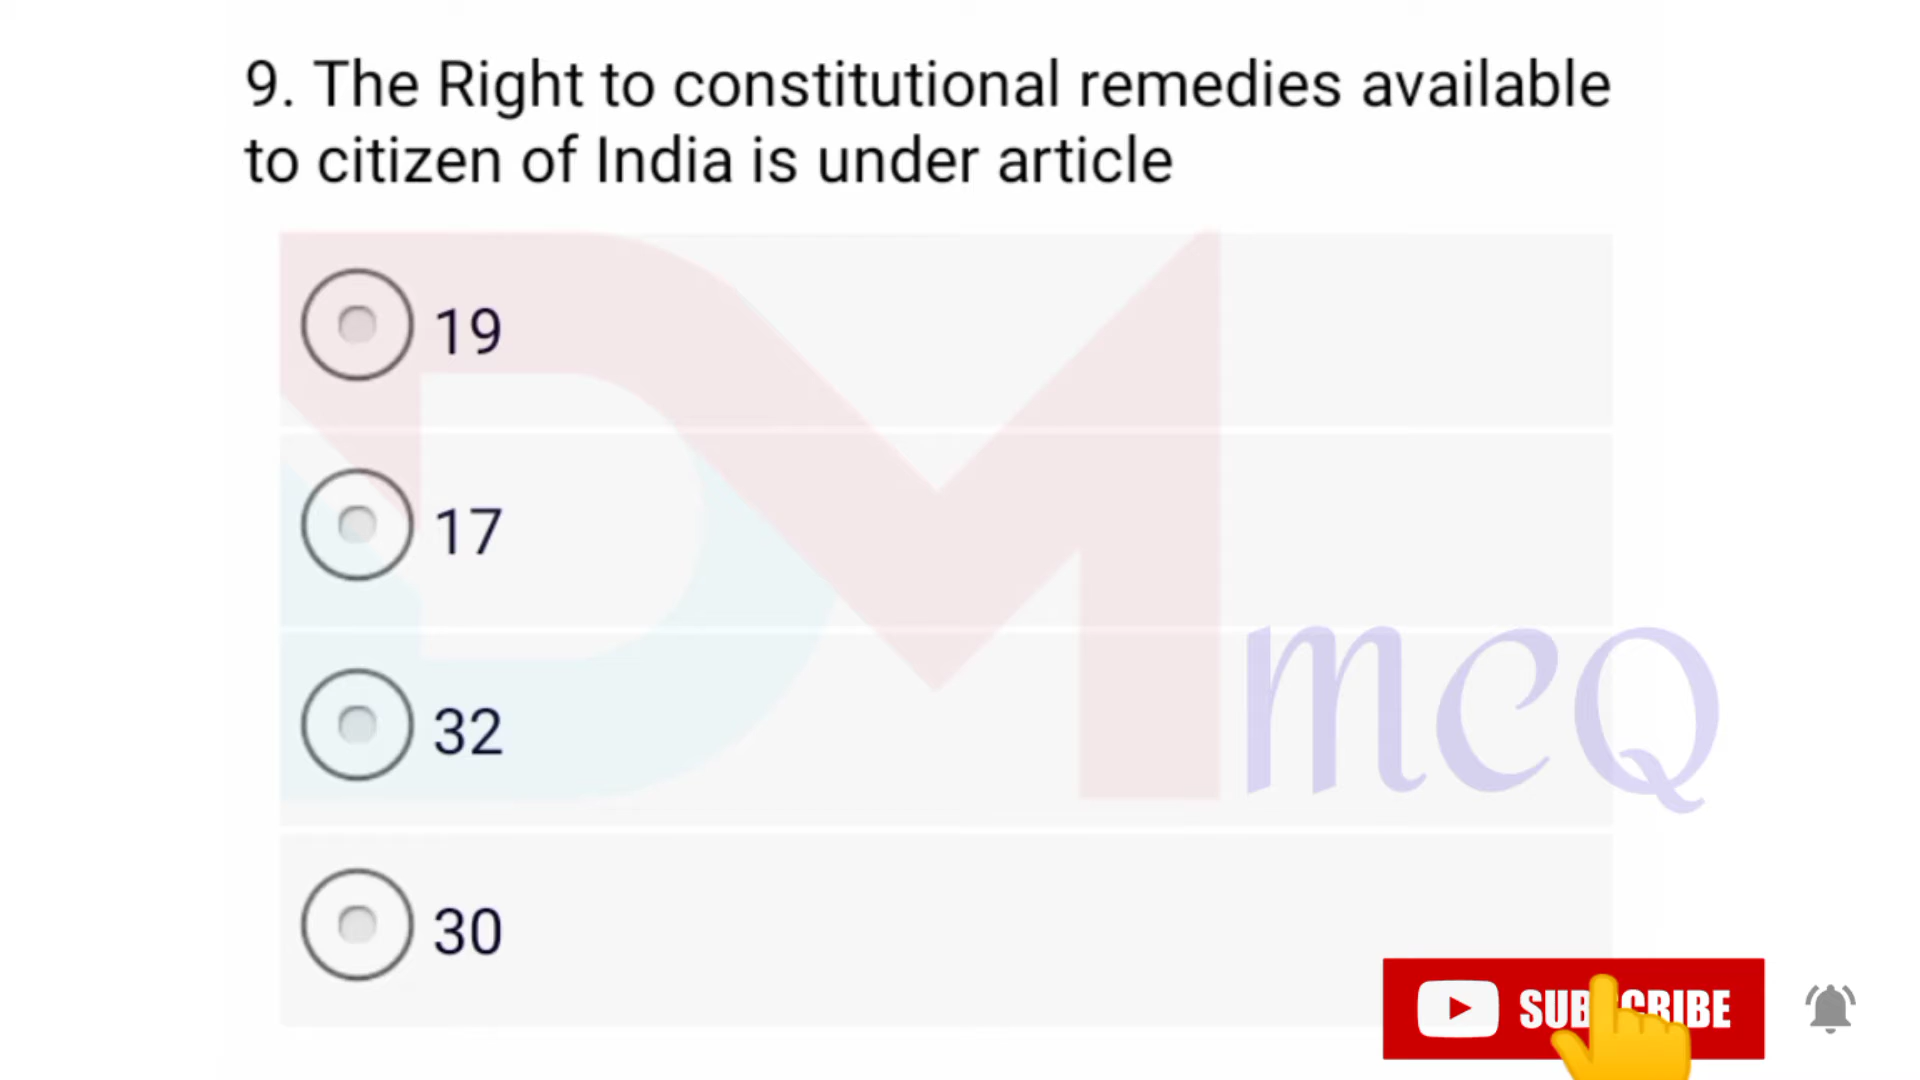 9. The Right to constitutional remedies available
to citizen of India is under article
19
17
32
mcQ
30
SUBSCRIBE